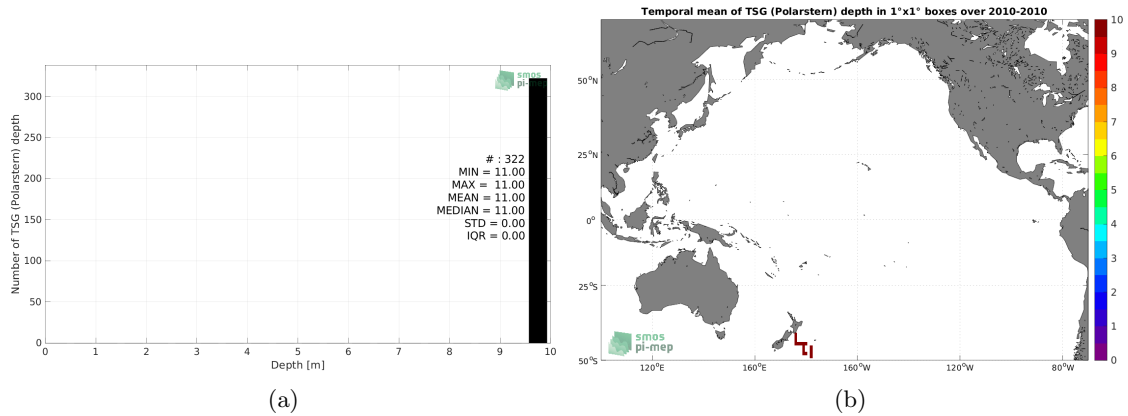 smos
pi-mep
Number of TSG (Polarstern) depth
300
250
200
150
100
50
0
# : 322
MIN = 11.00
MAX = 11.00
MEAN = 11.00
MEDIAN = 11.00
STD = 0.00
IQR = 0.00
0 1 2 3 4 5 6 7 8 9 10
Depth [m]
(a)
Temporal mean of TSG (Polarstern) depth in 1°x1° boxes over 2010-2010
50°N
25°N
0°
25°S
50°S
smos
pi-mep
120°E 160°E 160°W 120°W 80°W
10
9
8
7
6
5
4
3
2
1
0
(b)